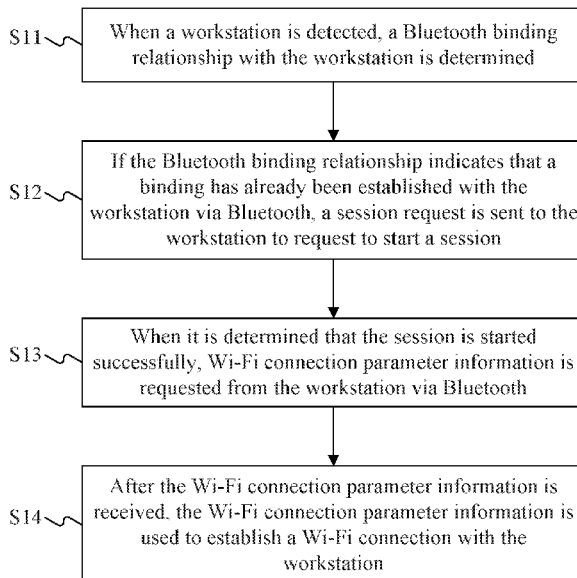 S11
When a workstation is detected, a Bluetooth binding
relationship with the workstation is determined
S12
If the Bluetooth binding relationship indicates that a
binding has already been established with the
workstation via Bluetooth, a session request is sent to the
workstation to request to start a session
S13
When it is determined that the session is started
successfully, Wi-Fi connection parameter information is
requested from the workstation via Bluetooth
S14
After the Wi-Fi connection parameter information is
received, the Wi-Fi connection parameter information is
used to establish a Wi-Fi connection with the
workstation